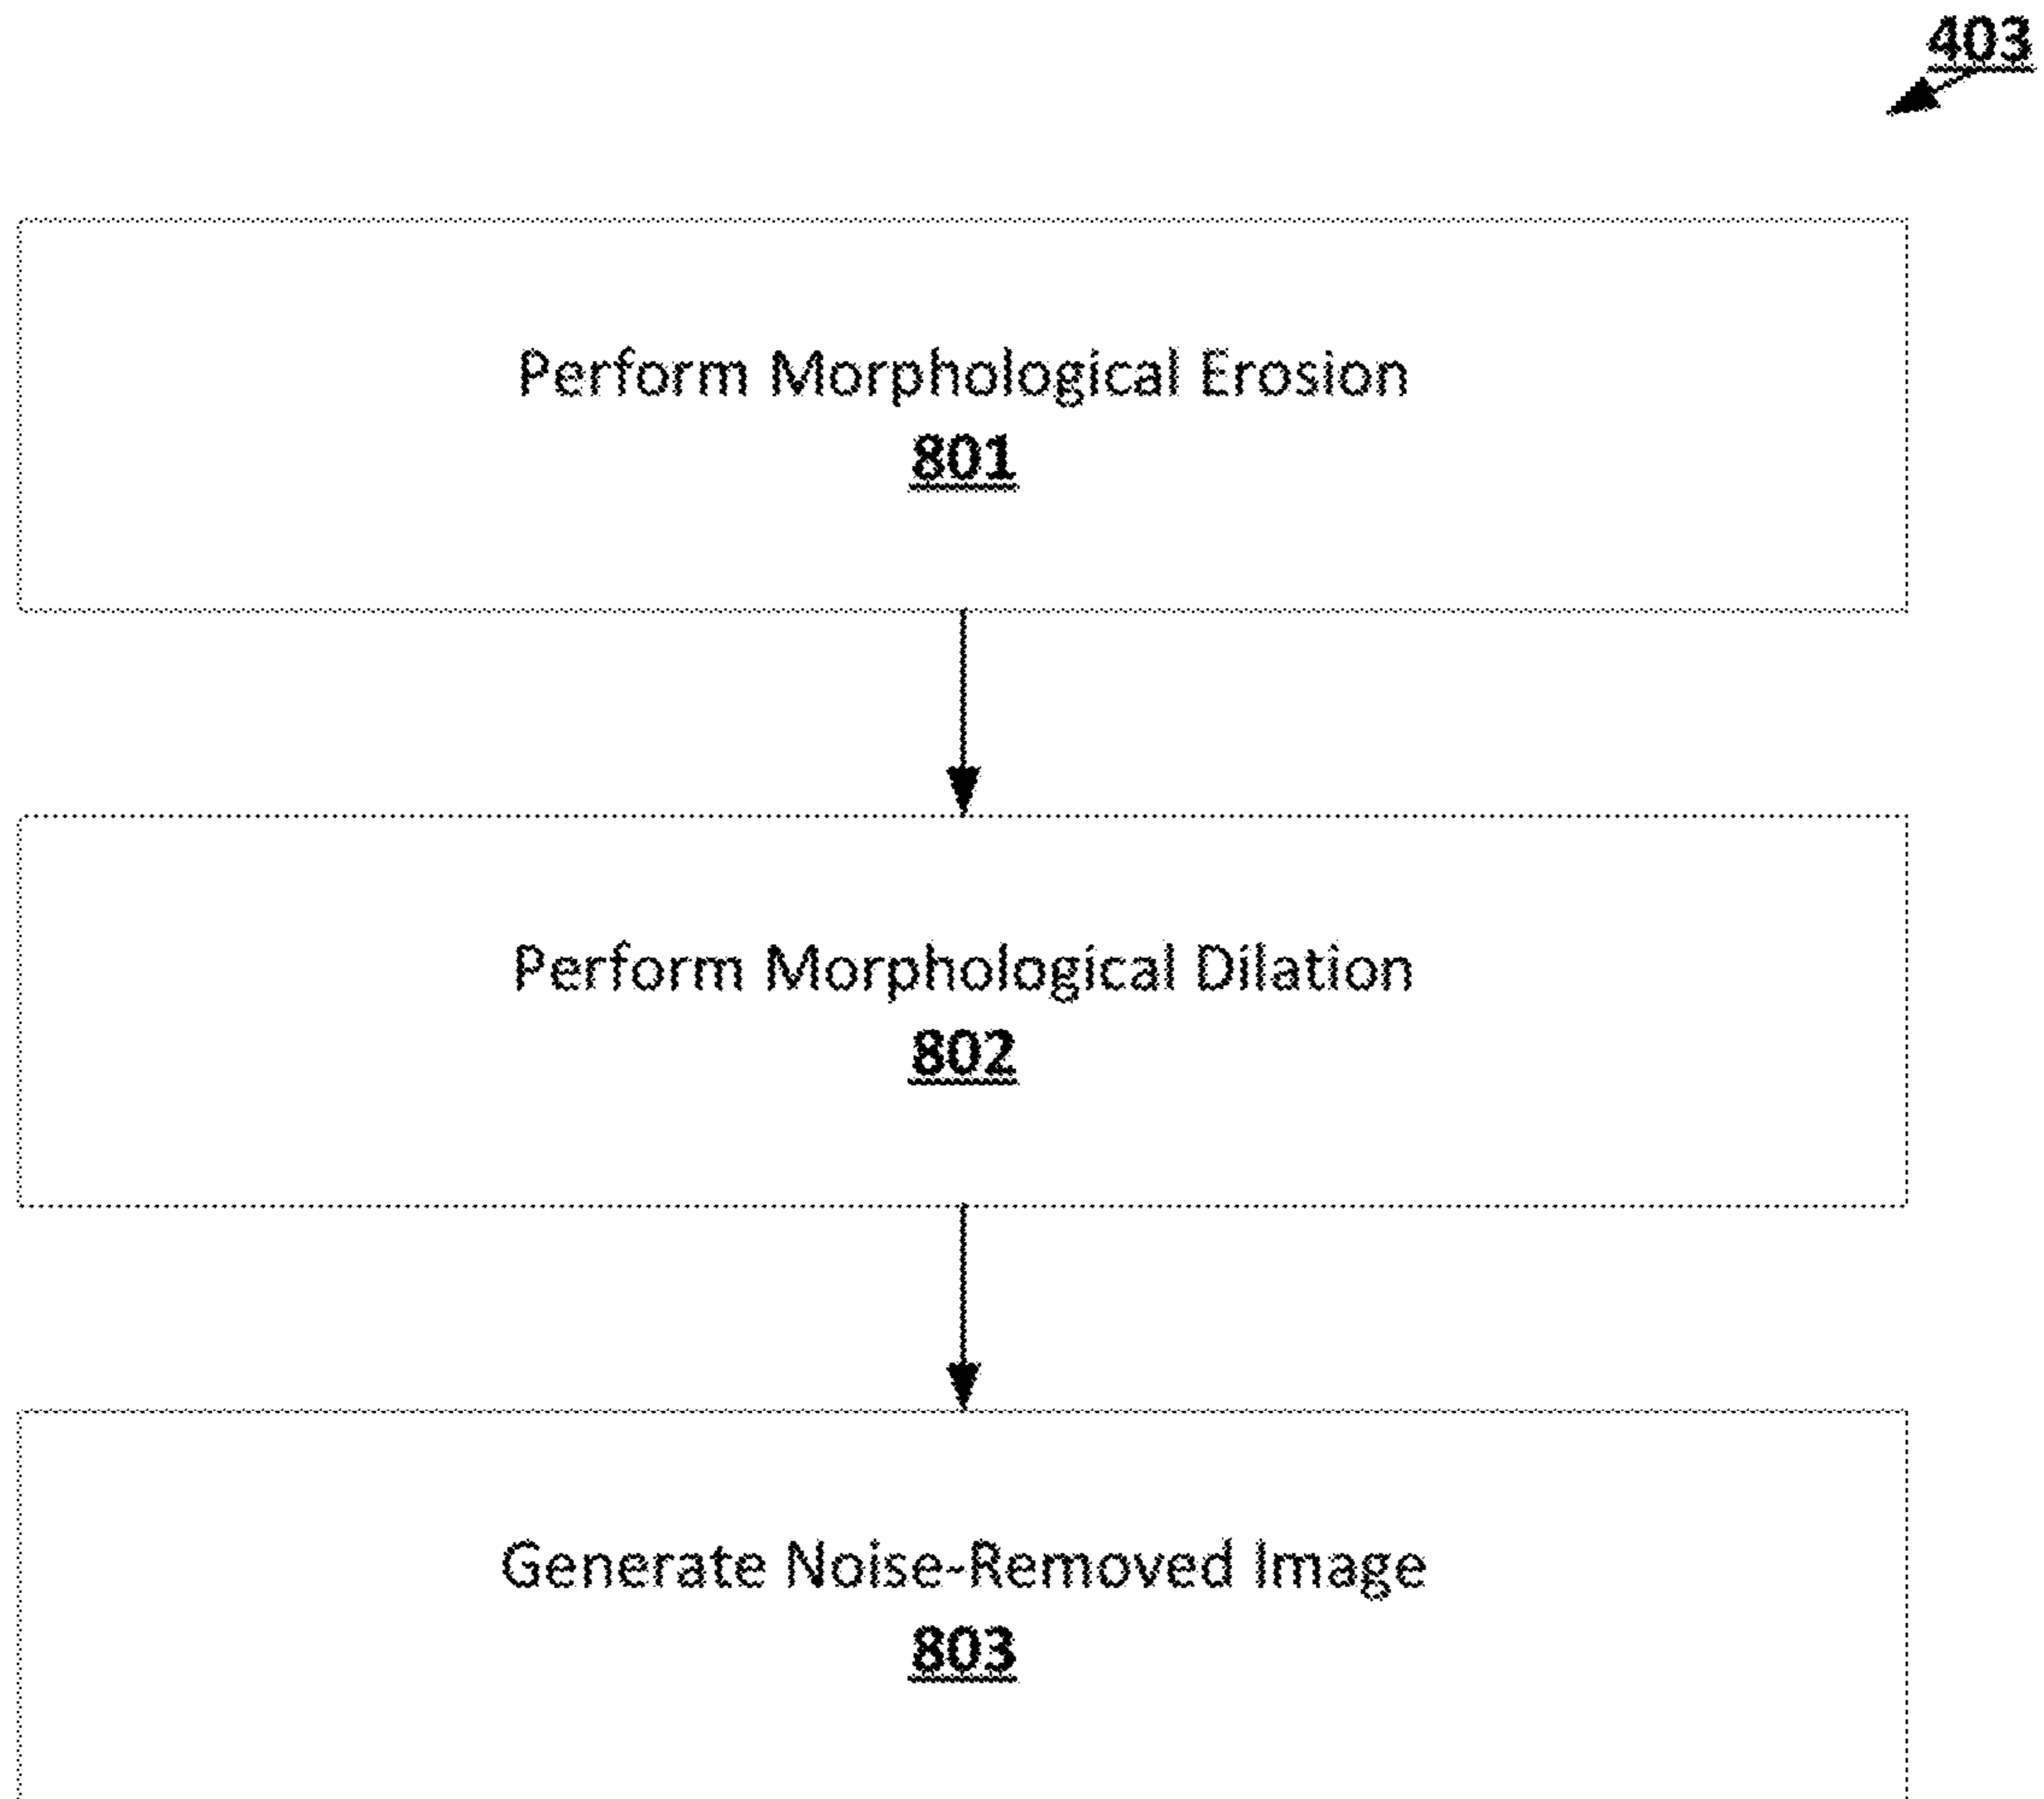 403
Perform Morphological Erosion
801
Perform Morphological Dilation
802
Generate Noise-Removed Image
803